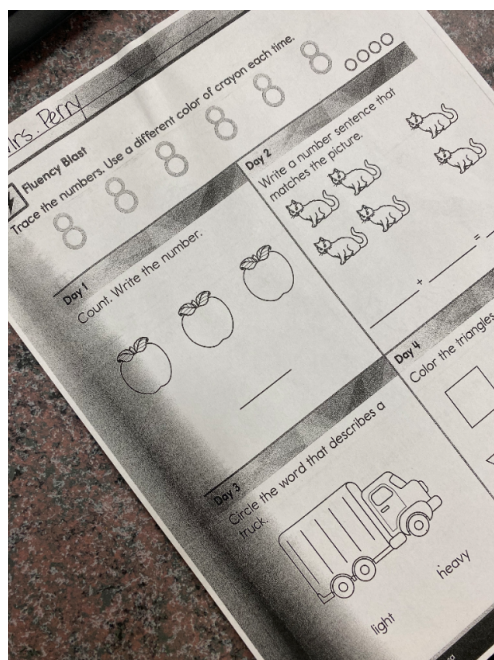 Mrs. Perry
Fluency Blast
Trace the numbers. Use a different color of crayon each time.
8 8 8 8 8 8
Day 1
Count. Write the number.
Day 2
Write a number sentence that
matches the picture.
+ =
Day 3
Circle the word that describes a
truck.
light
heavy
Day 4
Color the triangles